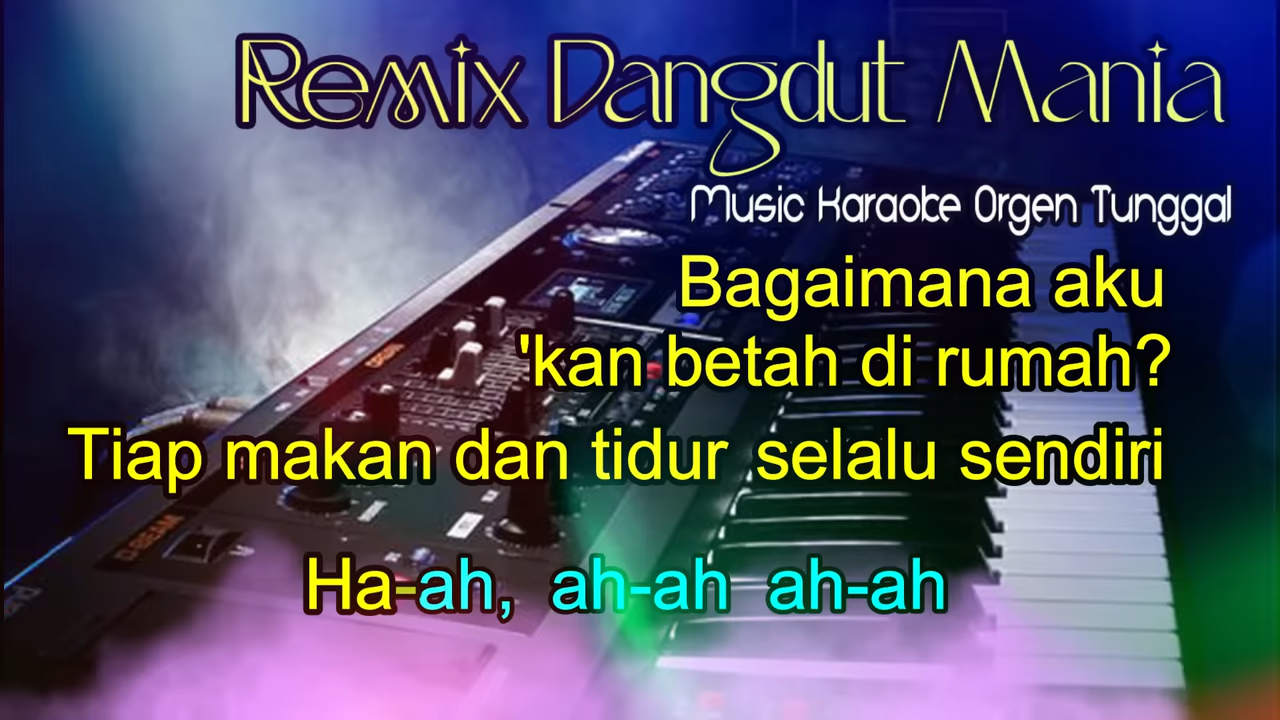 Remix Dangdut Mania
Music Karaoke Orgen Tunggal
Bagaimana aku
'kan betah di rumah?
Tiap makan dan tidur selalu sendiri
D-BEAM
Ha-ah, ah-ah ah-ah